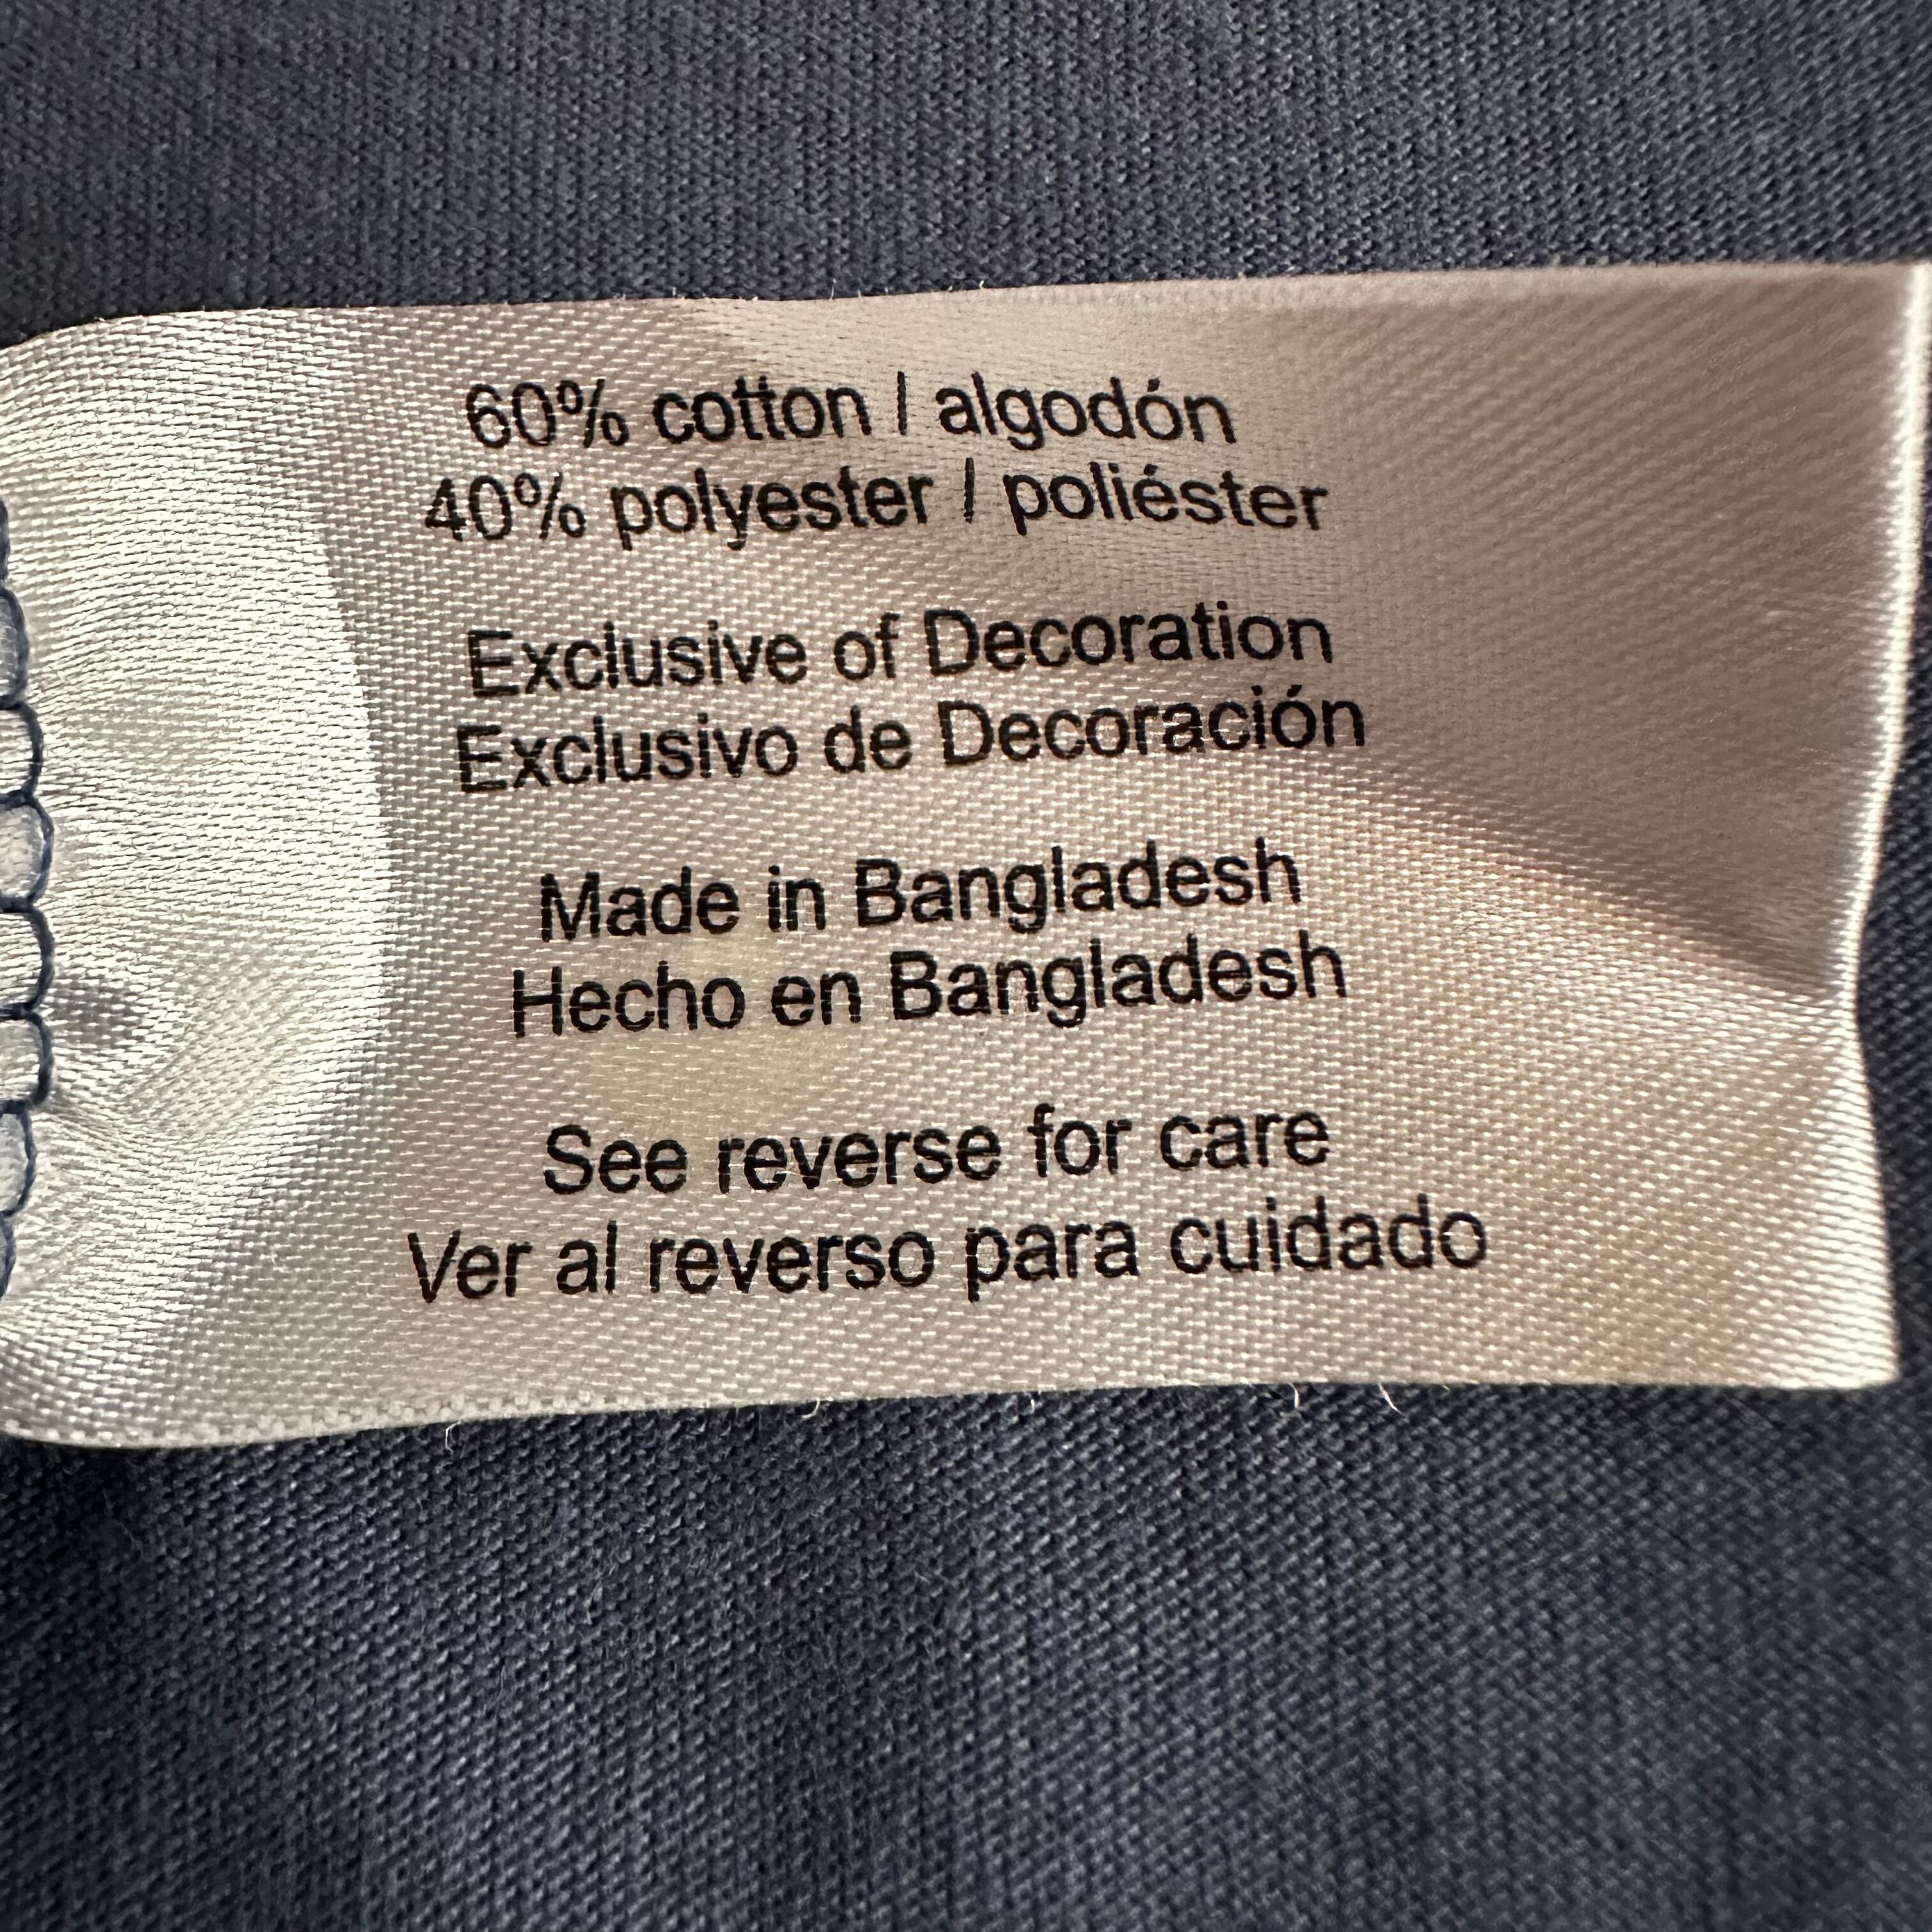 60% cotton / algodón
40% polyester / poliéster
Exclusive of Decoration
Exclusivo de Decoración
Made in Bangladesh
Hecho en Bangladesh
See reverse for care
Ver al reverso para cuidado